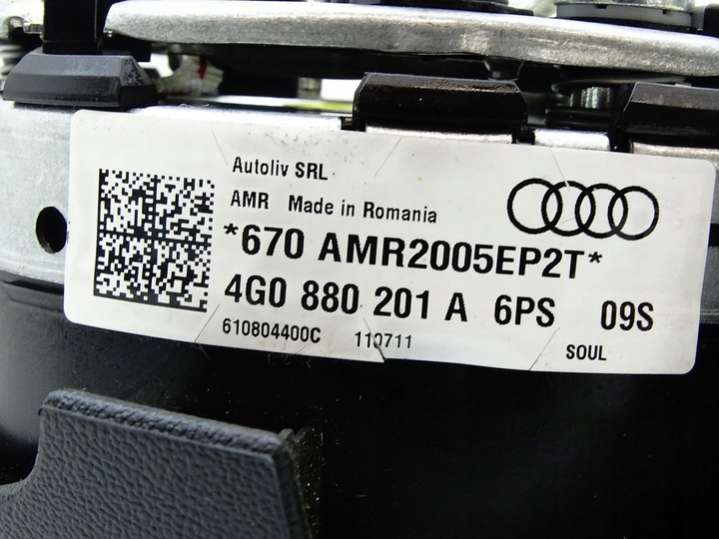 Autoliv SRL
AMR Made in Romania
*670 AMR2005EP2T*
4G0 880 201 A 6PS 09S
610804400C 110711
SOUL